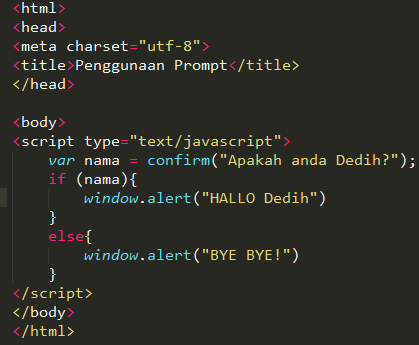 <html>
<head>
<meta charset="utf-8">
<title>Penggunaan Prompt</title>
</head>
<body>
<script type="text/javascript">
var nama = confirm("Apakah anda Dedih?");
if (nama){
window.alert("HALLO Dedih")
}
else{
window.alert("BYE BYE!")
}
</script>
</body>
</html>